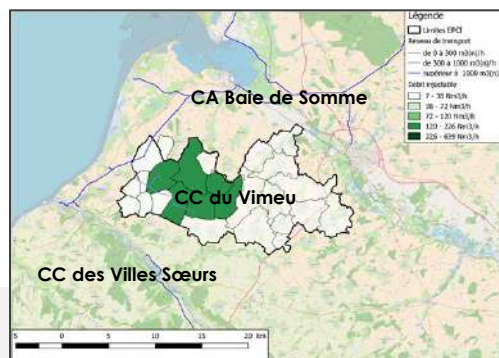 Légende
Limites EPCI
Reseau de transport
de 0 à 300 m3(n)/h
de 300 à 1000 m3(n)/h
supérieur à 1000 m3(n)/h
Débit injectable
7 - 38 Nm3/h
38 - 72 Nm3/h
72 - 120 Nm3/h
120 - 226 Nm3/h
226 - 639 Nm3/h
CA Baie de Somme
CC du Vimeu
CC des Villes Sœurs
5 0 5 10 15 20 km